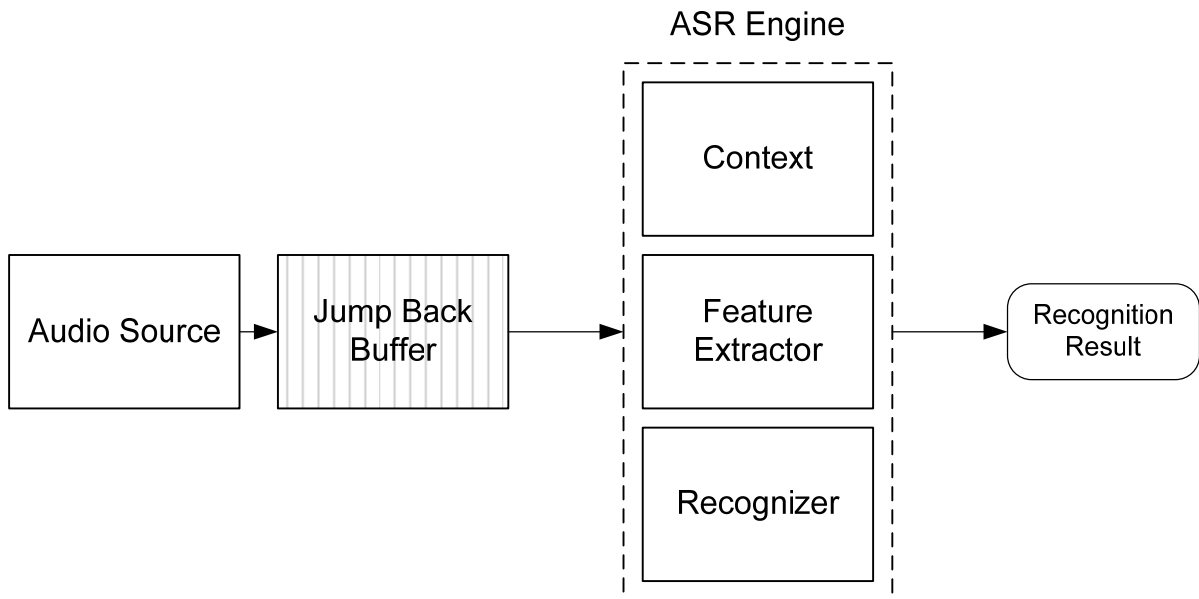 ASR Engine
Context
Audio Source
Jump Back
Buffer
Feature
Extractor
Recognizer
Recognition
Result